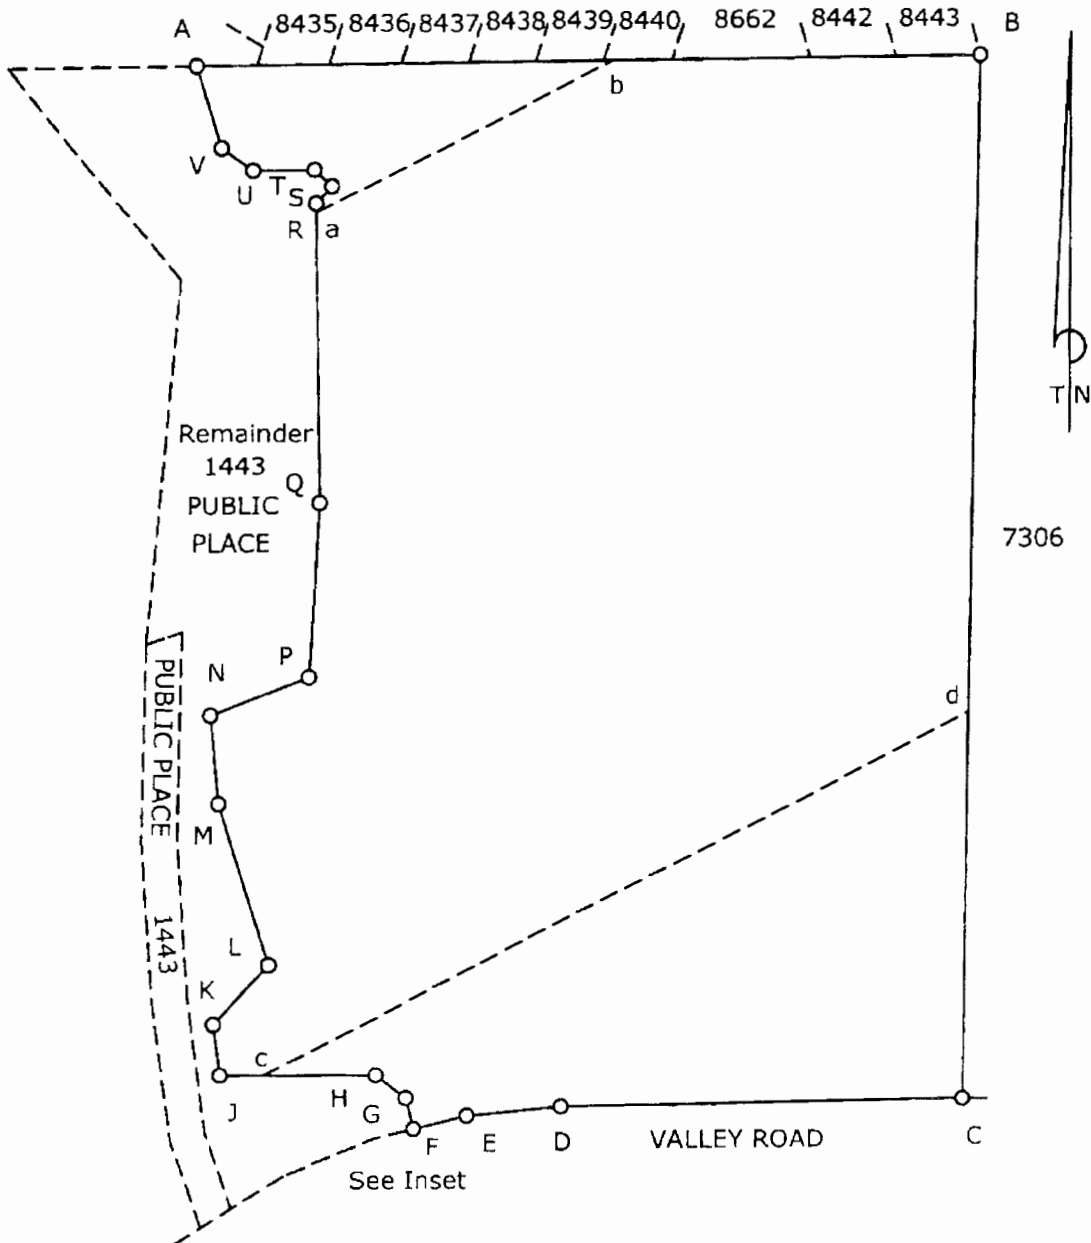 A
8435
8436
8437
8438
8439
8440
8662
8442
8443
B
b
V
U
T
S
R
a
T N
Remainder
1443
PUBLIC
PLACE
Q
7306
P
N
d
PUBLIC PLACE
1443
M
L
K
c
J
H
G
F
E
D
VALLEY ROAD
C
See Inset